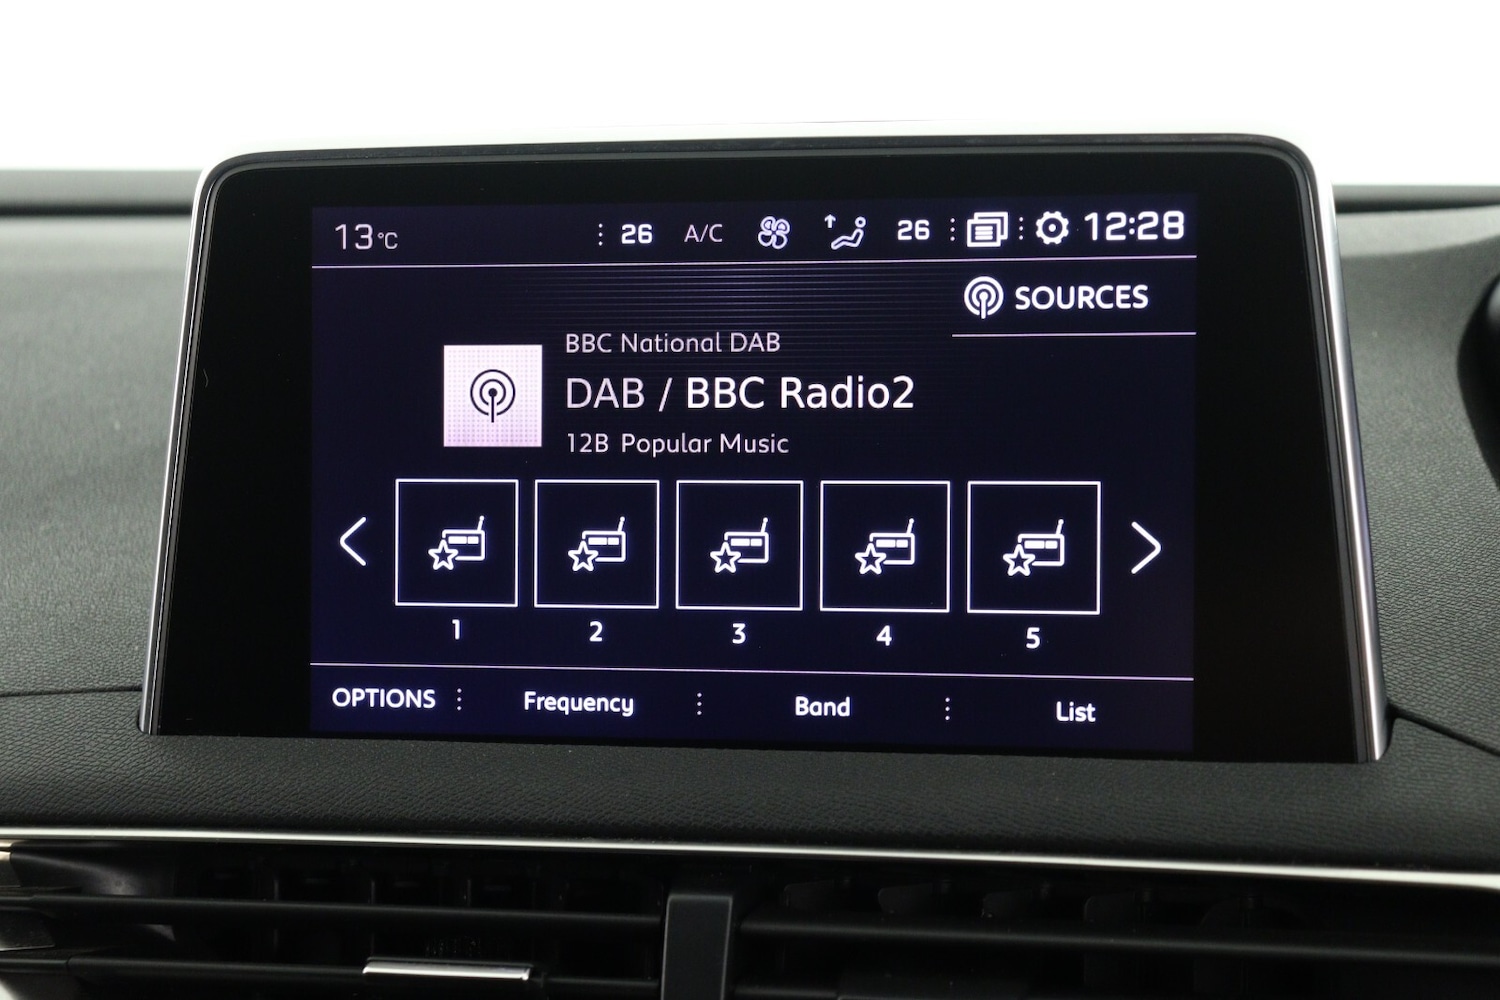 13°C 26 A/C 26 12:28
SOURCES
BBC National DAB
DAB / BBC Radio2
12B Popular Music
1 2 3 4 5
OPTIONS Frequency Band List